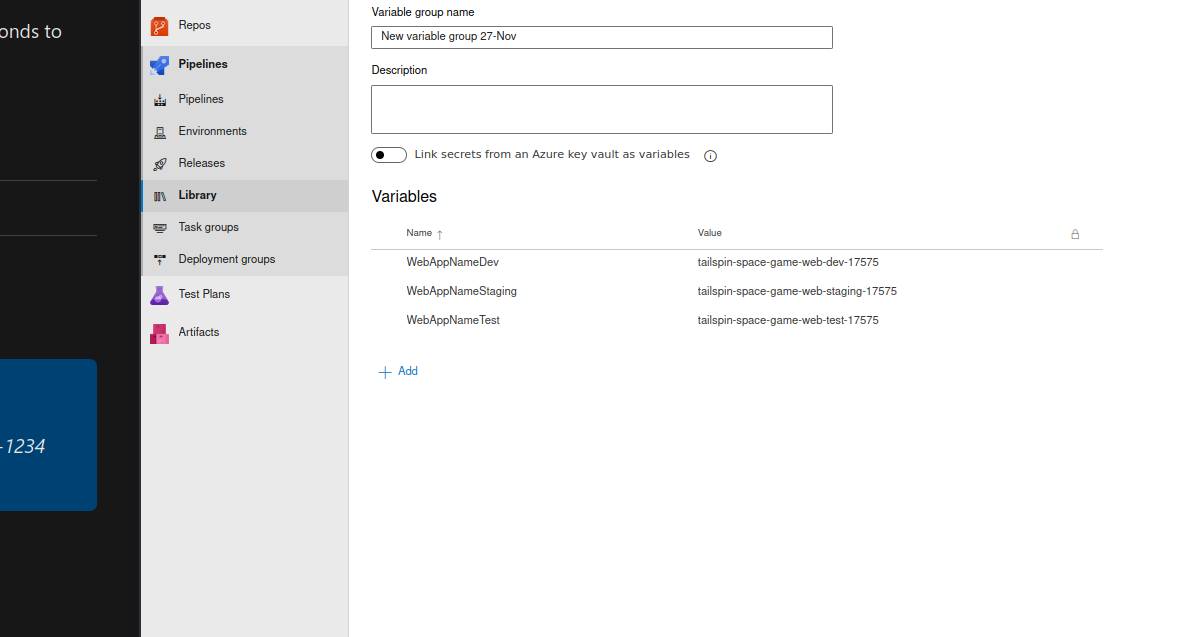 onds to
-1234
Repos
Pipelines
Pipelines
Environments
Releases
Library
Task groups
Deployment groups
Test Plans
Artifacts
Variable group name
New variable group 27-Nov
Description
Link secrets from an Azure key vault as variables
Variables
Name ↑ Value
WebAppNameDev tailspin-space-game-web-dev-17575
WebAppNameStaging tailspin-space-game-web-staging-17575
WebAppNameTest tailspin-space-game-web-test-17575
+ Add